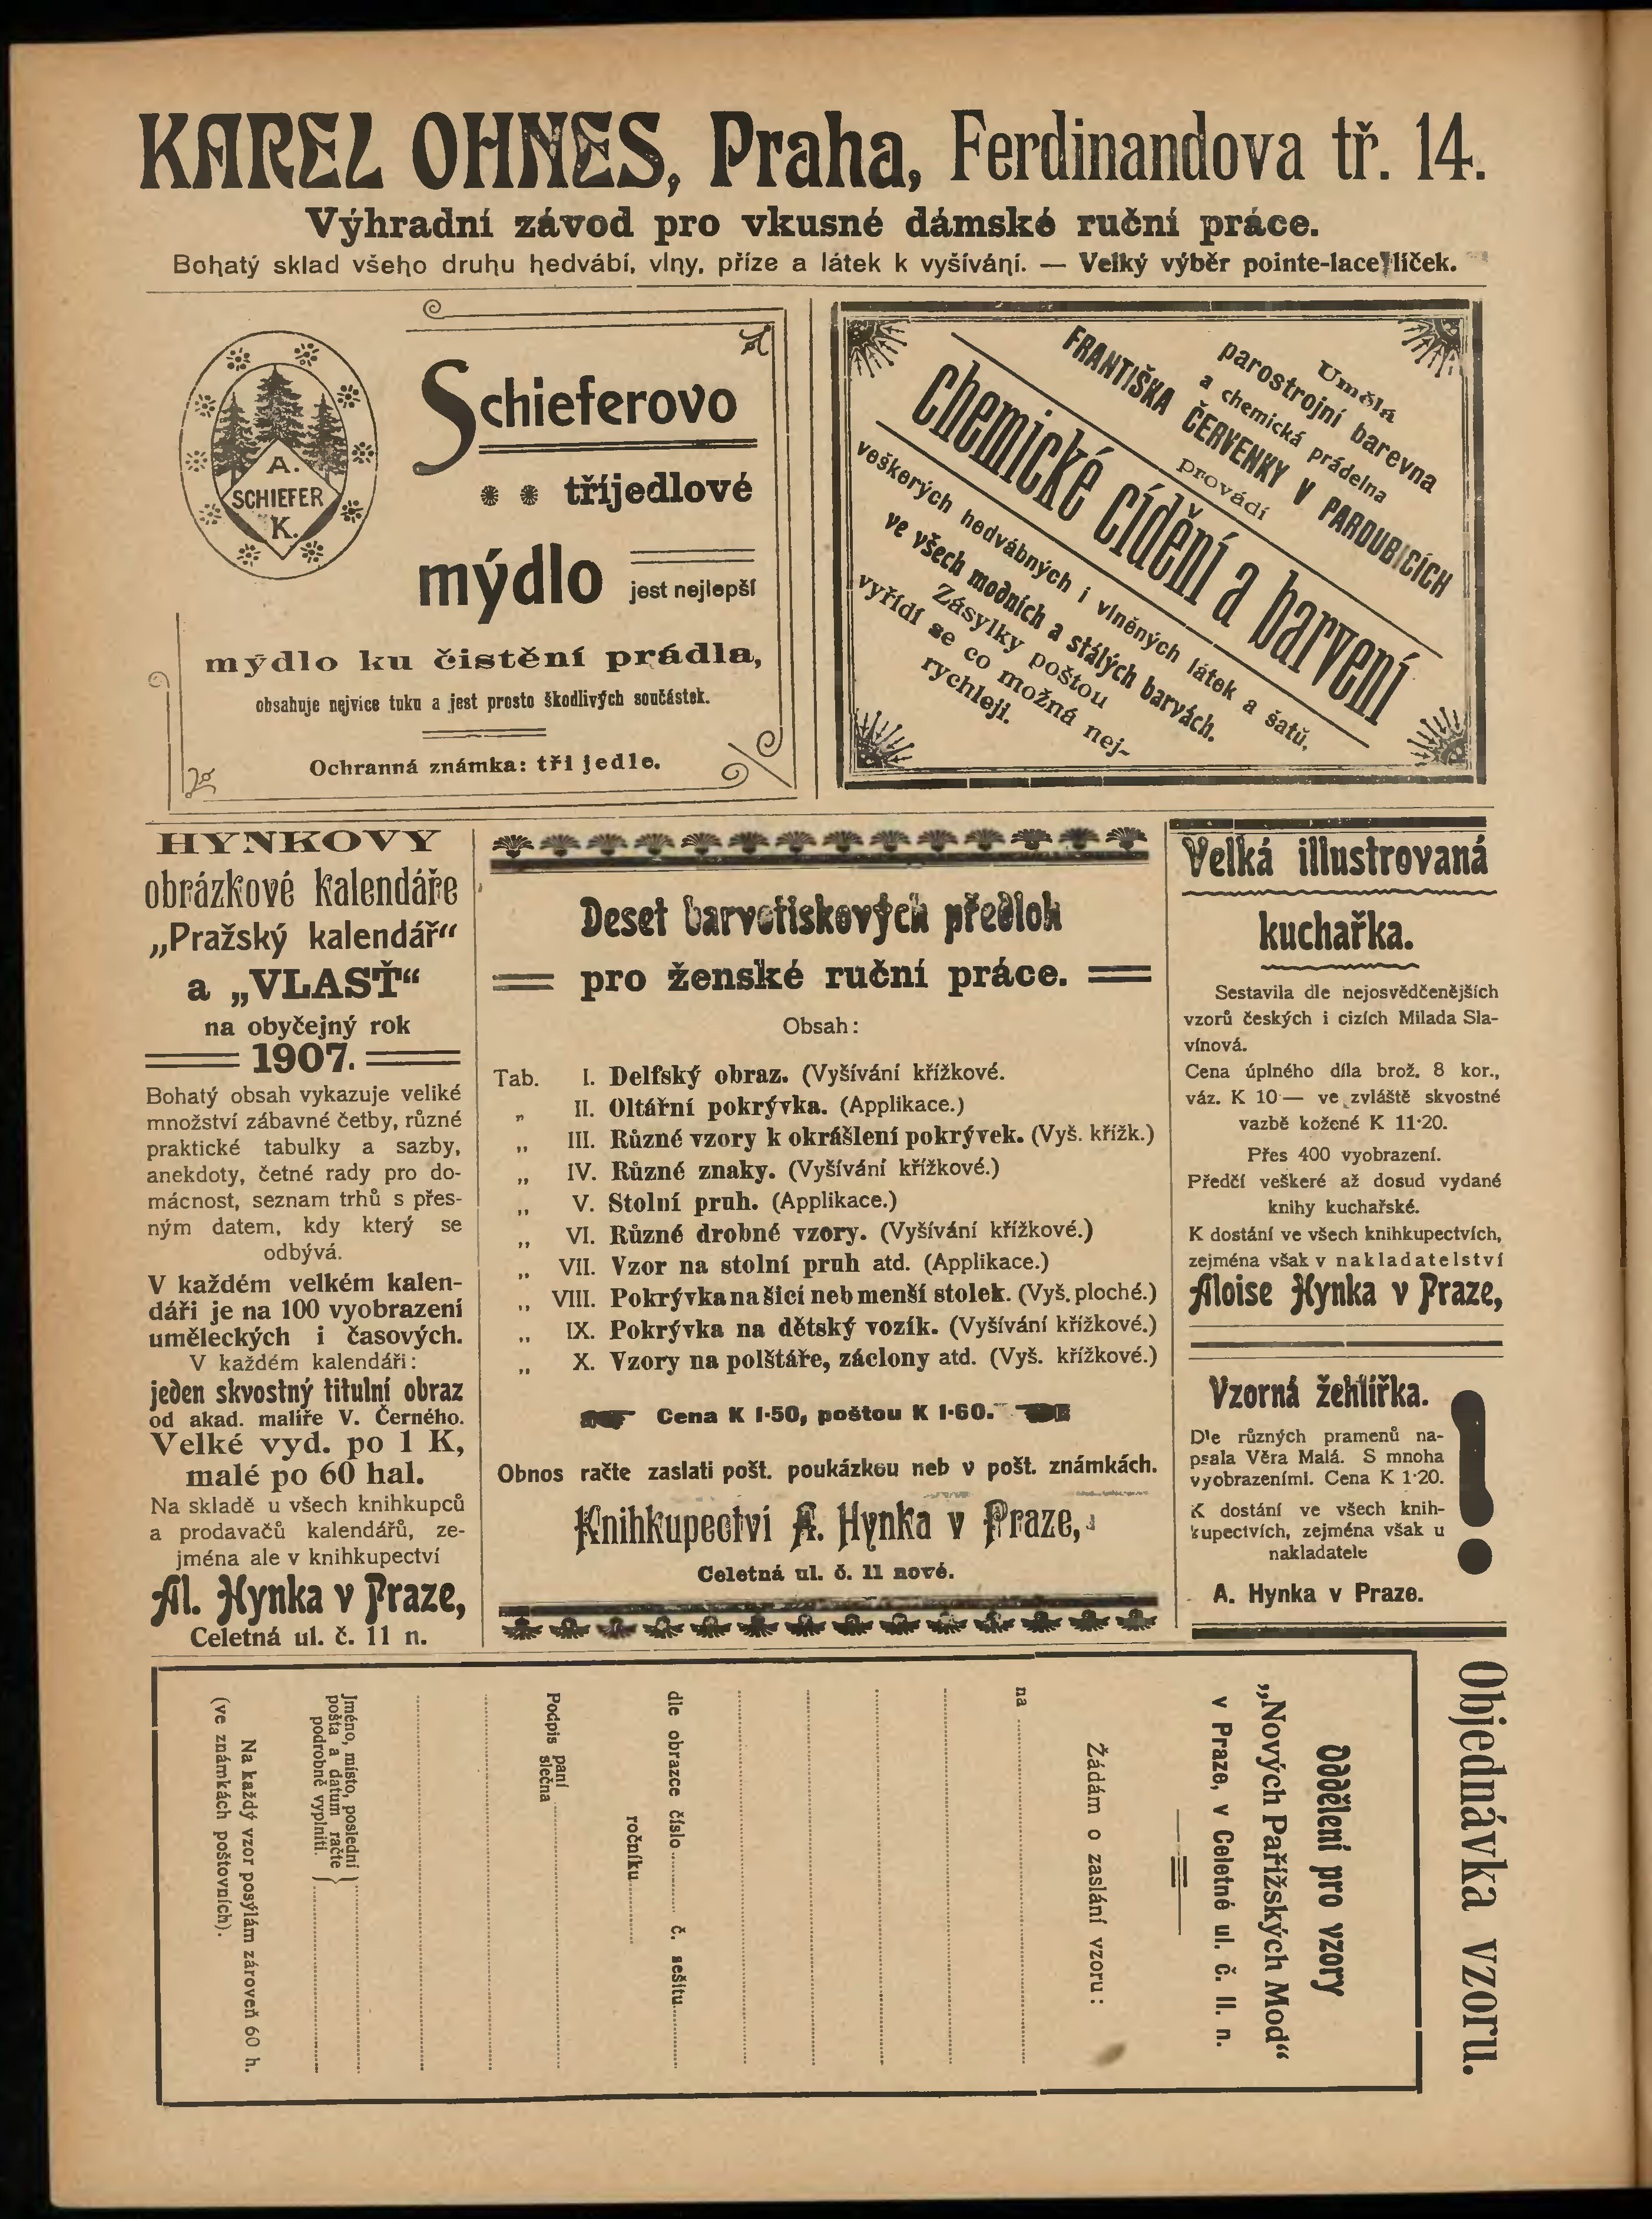 KAREL OHNES, Praha, Ferdinandova tř. 14.
Výhradní závod pro vkusné dámské ruční práce.
Bohatý sklad všeho druhu hedvábí, vlny, příze a látek k vyšívání. — Velký výběr pointe-lace líček.
A.
SCHIEFER
K.
Schieferovo
tříjedlové
mýdlo jest nejlepší
mýdlo ku čistění prádla,
obsahuje nejvíce tuku a jest prosto škodlivých součástek.
Ochranná známka: tři jedle.
Umělá
parostrojní barevna
a chemická prádelna
FRANTIŠKA ČERVENKY V PARDUBICÍCH
provádí
chemické cídění a barvení
veškerých hedvábných i vlněných látek a šatů,
ve všech modních a stálých barvách.
Zásylky poštou
vyřídí se co možná nej-
rychleji.
HYNKOVY
obrázkové kalendáře
„Pražský kalendář“
a „VLASŤ“
na obyčejný rok
1907.
Bohatý obsah vykazuje veliké
množství zábavné četby, různé
praktické tabulky a sazby,
anekdoty, četné rady pro do-
mácnost, seznam trhů s přes-
ným datem, kdy který se
odbývá.
V každém velkém kalen-
dáři je na 100 vyobrazení
uměleckých i časových.
V každém kalendáři:
jeden skvostný titulní obraz
od akad. malíře V. Černého.
Velké vyd. po 1 K,
malé po 60 hal.
Na skladě u všech knihkupců
a prodavačů kalendářů, ze-
jména ale v knihkupectví
Al. Hynka v Praze,
Celetná ul. č. 11 n.
Deset barvotiskových předloh
pro ženské ruční práce.
Obsah:
Tab. I. Delfský obraz. (Vyšívání křížkové.
„ II. Oltářní pokrývka. (Applikace.)
„ III. Různé vzory k okrášlení pokrývek. (Vyš. křížk.)
„ IV. Různé znaky. (Vyšívání křížkové.)
„ V. Stolní pruh. (Applikace.)
„ VI. Různé drobné vzory. (Vyšívání křížkové.)
„ VII. Vzor na stolní pruh atd. (Applikace.)
„ VIII. Pokrývka na šicí neb menší stolek. (Vyš. ploché.)
„ IX. Pokrývka na dětský vozík. (Vyšívání křížkové.)
„ X. Vzory na polštáře, záclony atd. (Vyš. křížkové.)
Cena K 1·50, poštou K 1·60.
Obnos račte zaslati pošt. poukázkou neb v pošt. známkách.
Knihkupectví A. Hynka v Praze,
Celetná ul. č. 11 nové.
Velká illustrovaná
kuchařka.
Sestavila dle nejosvědčenějších
vzorů českých i cizích Milada Sla-
vínová.
Cena úplného díla brož. 8 kor.,
váz. K 10 — ve zvláště skvostné
vazbě kožené K 11·20.
Přes 400 vyobrazení.
Předčí veškeré až dosud vydané
knihy kuchařské.
K dostání ve všech knihkupectvích,
zejména však v nakladatelství
Aloise Hynka v Praze,
Vzorná žehlířka.
Dle různých pramenů na-
psala Věra Malá. S mnoha
vyobrazeními. Cena K 1·20.
K dostání ve všech knih-
kupectvích, zejména však u
nakladatele
A. Hynka v Praze.
!
Objednávka vzoru.
Oddělení pro vzory
„Nových Pařížských Mod“
v Praze, v Celetné ul. č. 11. n.
Žádám o zaslání vzoru:
na
dle obrazce číslo č. sešitu
ročníku
Podpis paní
slečna
Jméno, místo, poslední
pošta a datum račte
podrobně vyplniti.
Na každý vzor posýlám zároveň 60 h.
(ve známkách poštovních).